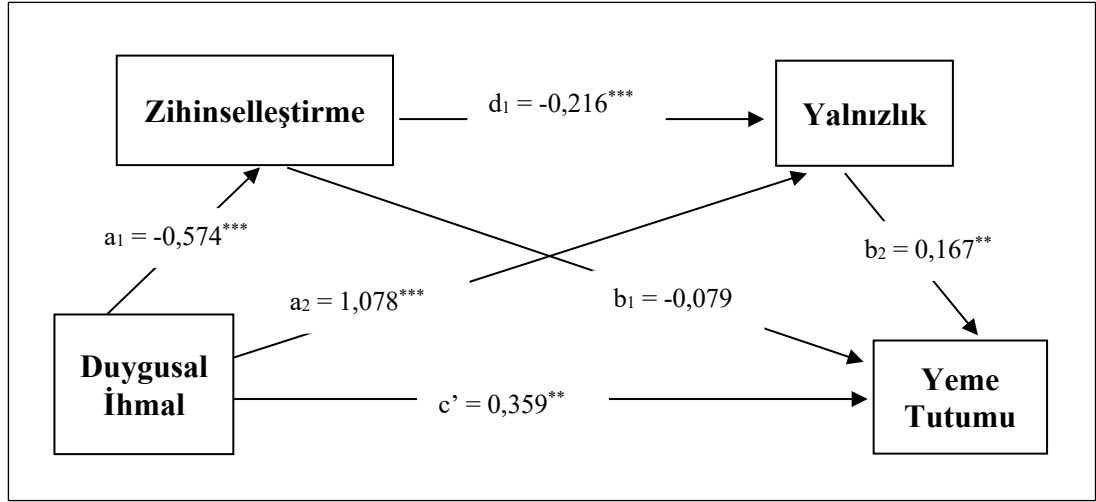 Zihinselleştirme
d₁ = -0,216***
Yalnızlık
a₁ = -0,574***
b₂ = 0,167**
a₂ = 1,078***
b₁ = -0,079
Duygusal
İhmal
c’ = 0,359**
Yeme
Tutumu